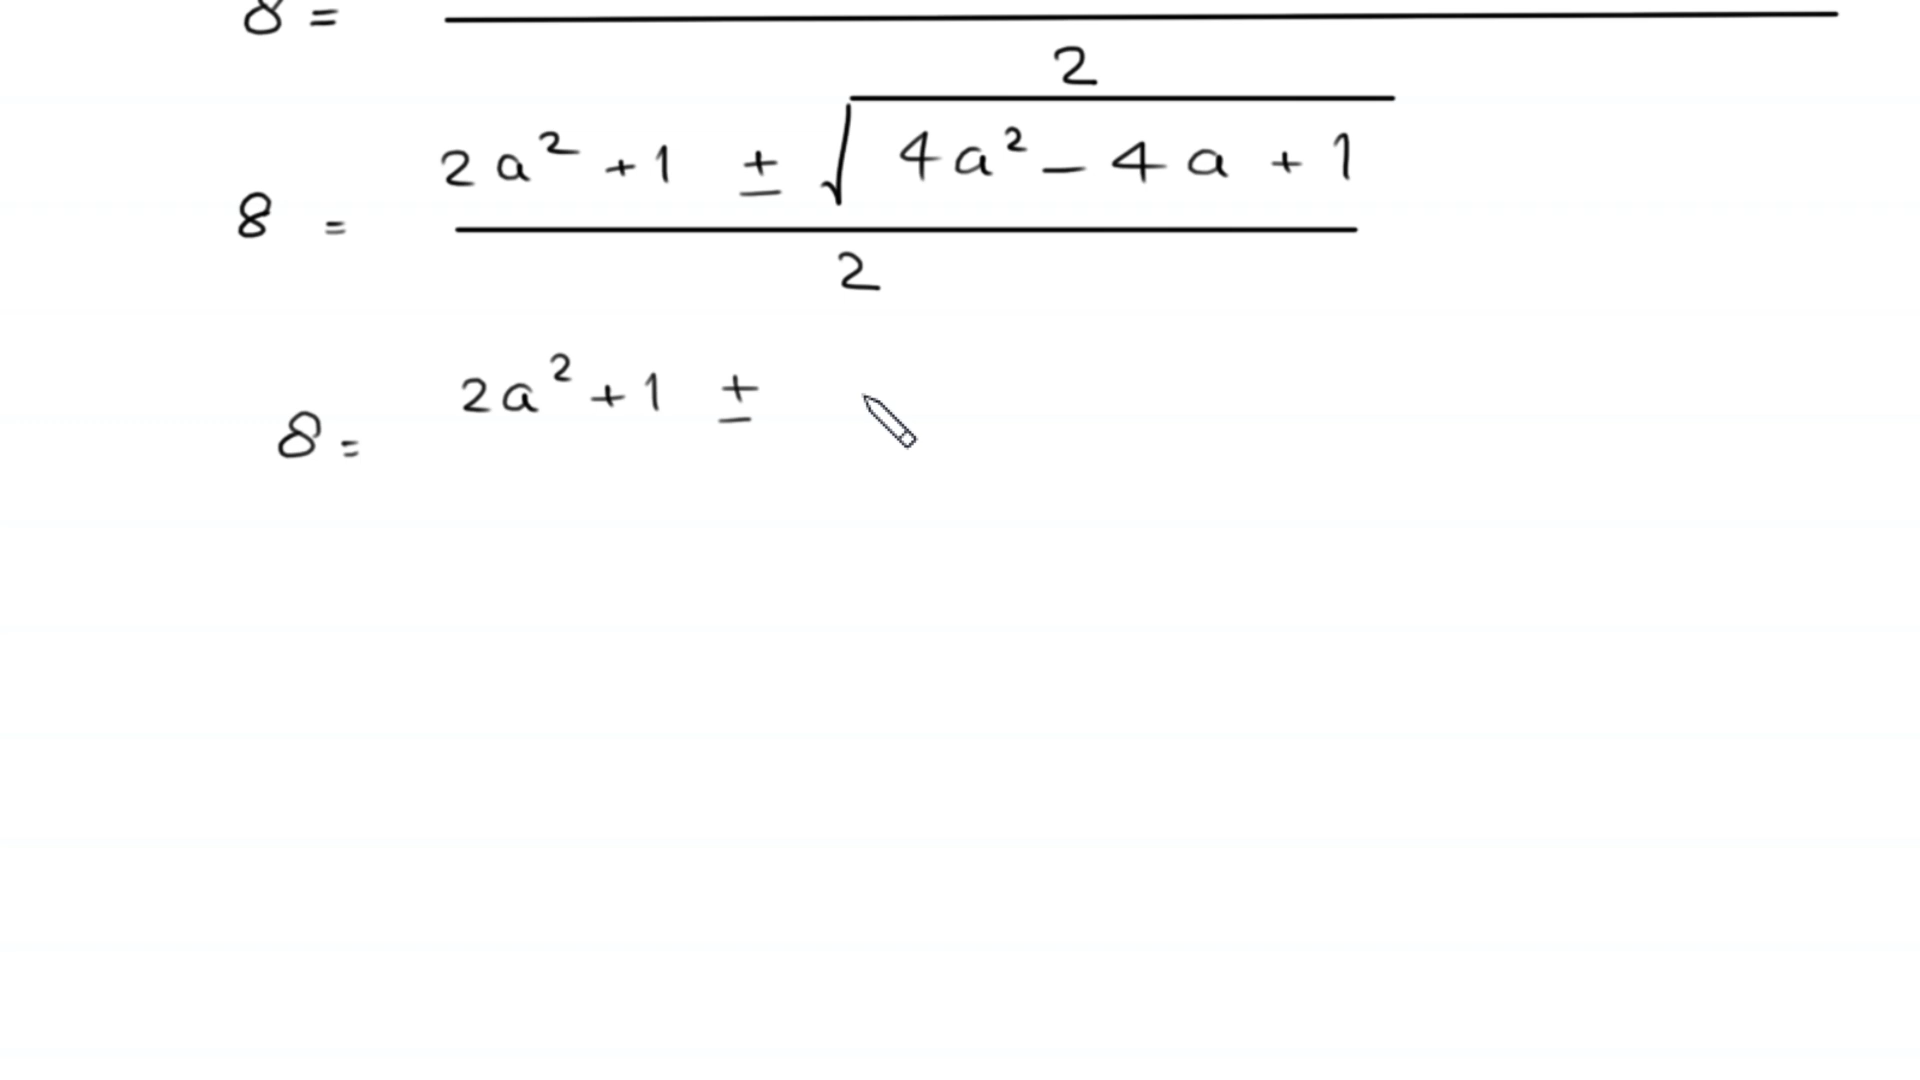 8 =
2
2a² + 1 ± √4a² - 4a + 1
8 =
2
2a² + 1 ±
8 =